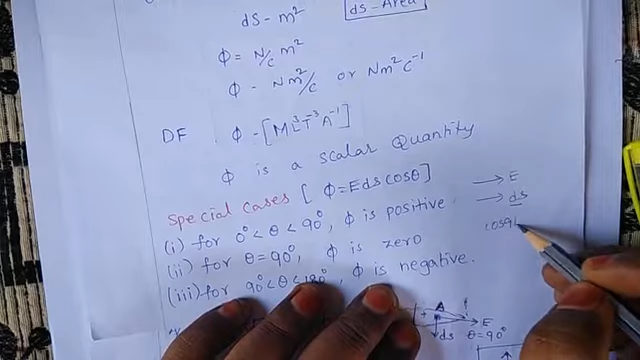 ds - m²
ds - Area
Φ = N/C m²
Φ - Nm²/C or Nm²C⁻¹
DF Φ - [ML³T⁻³A⁻¹]
Φ is a scalar Quantity
Special Cases [Φ = Eds cosθ]
(i) for 0° < θ < 90°, Φ is positive.
(ii) for θ = 90°, Φ is zero
(iii) for 90° < θ < 180°, Φ is negative.
→ E
→ ds
cos9
A
E
ds θ = 90°